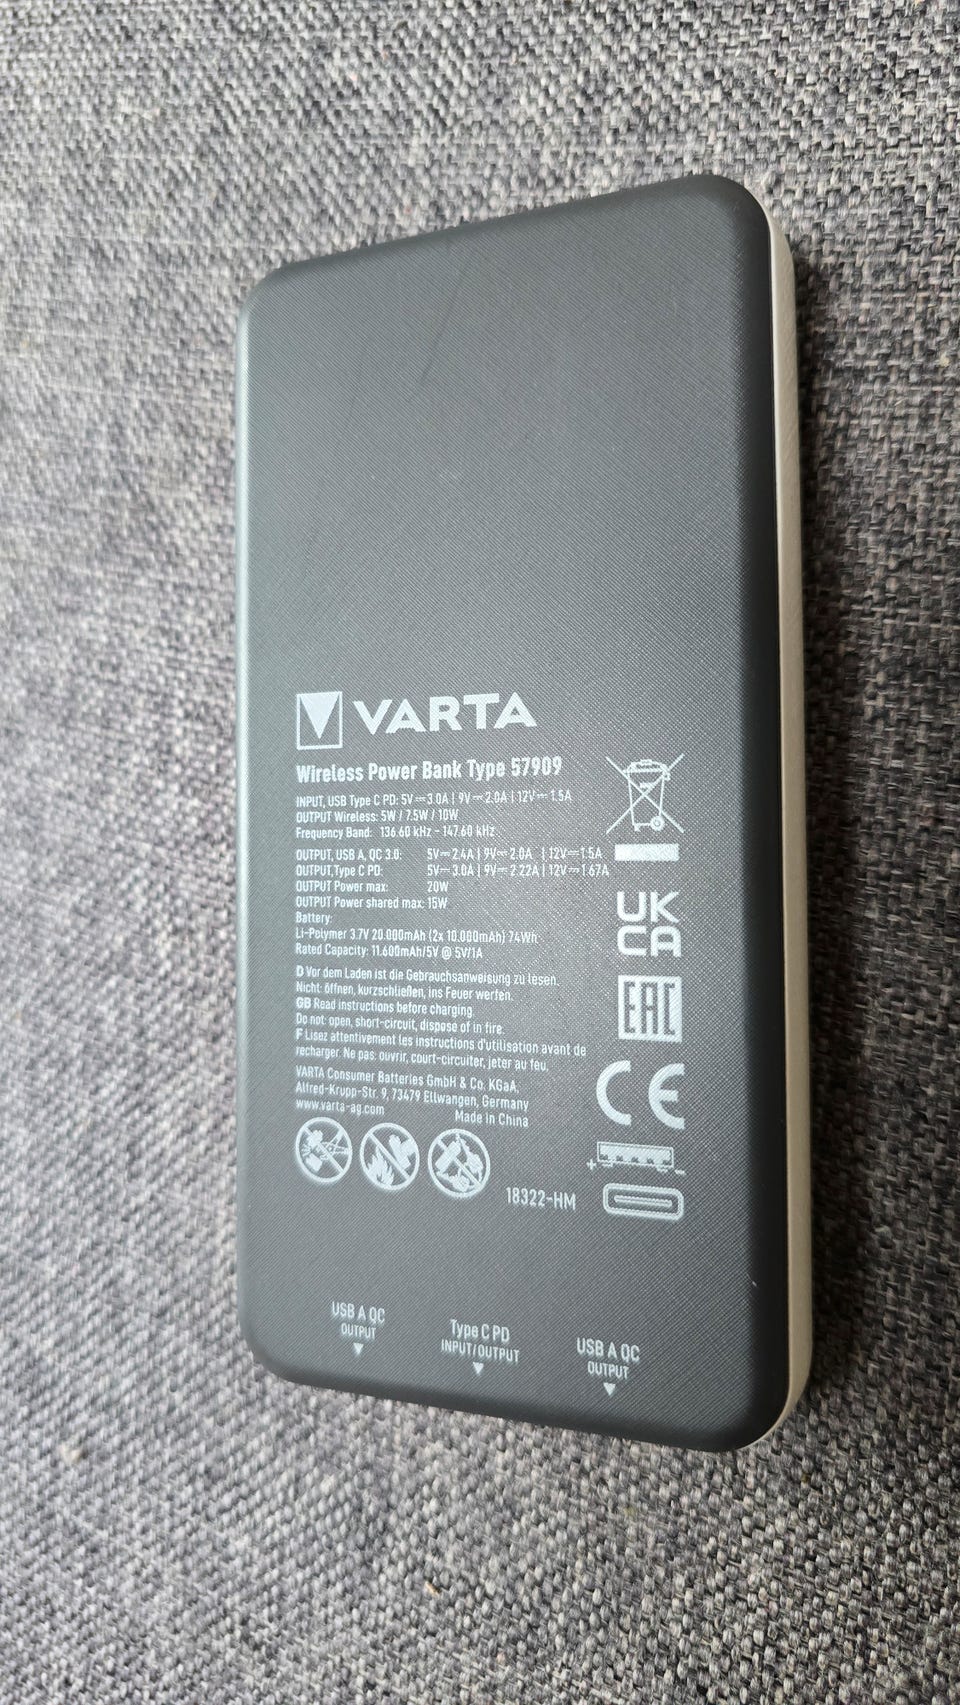 VARTA
Wireless Power Bank Type 57909
INPUT, USB Type C PD: 5V⎓3.0A | 9V⎓2.0A | 12V⎓1.5A
OUTPUT Wireless: 5W / 7.5W / 10W
Frequency Band: 136.60 kHz - 147.60 kHz
OUTPUT, USB A, QC 3.0: 5V⎓2.4A | 9V⎓2.0A | 12V⎓1.5A
OUTPUT,Type C PD: 5V⎓3.0A | 9V⎓2.22A | 12V⎓1.67A
OUTPUT Power max: 20W
OUTPUT Power shared max: 15W
Battery:
Li-Polymer 3.7V 20.000mAh (2x 10.000mAh) 74Wh
Rated Capacity: 11.600mAh/5V @ 5V/1A
D Vor dem Laden ist die Gebrauchsanweisung zu lesen.
Nicht: öffnen, kurzschließen, ins Feuer werfen.
GB Read instructions before charging.
Do not: open, short-circuit, dispose of in fire.
F Lisez attentivement les instructions d'utilisation avant de
recharger. Ne pas: ouvrir, court-circuiter, jeter au feu.
VARTA Consumer Batteries GmbH & Co. KGaA,
Alfred-Krupp-Str. 9, 73479 Ellwangen, Germany
www.varta-ag.com Made in China
UK
CA
EAC
CE
+ -
18322-HM
USB A QC
OUTPUT
Type C PD
INPUT/OUTPUT
USB A QC
OUTPUT